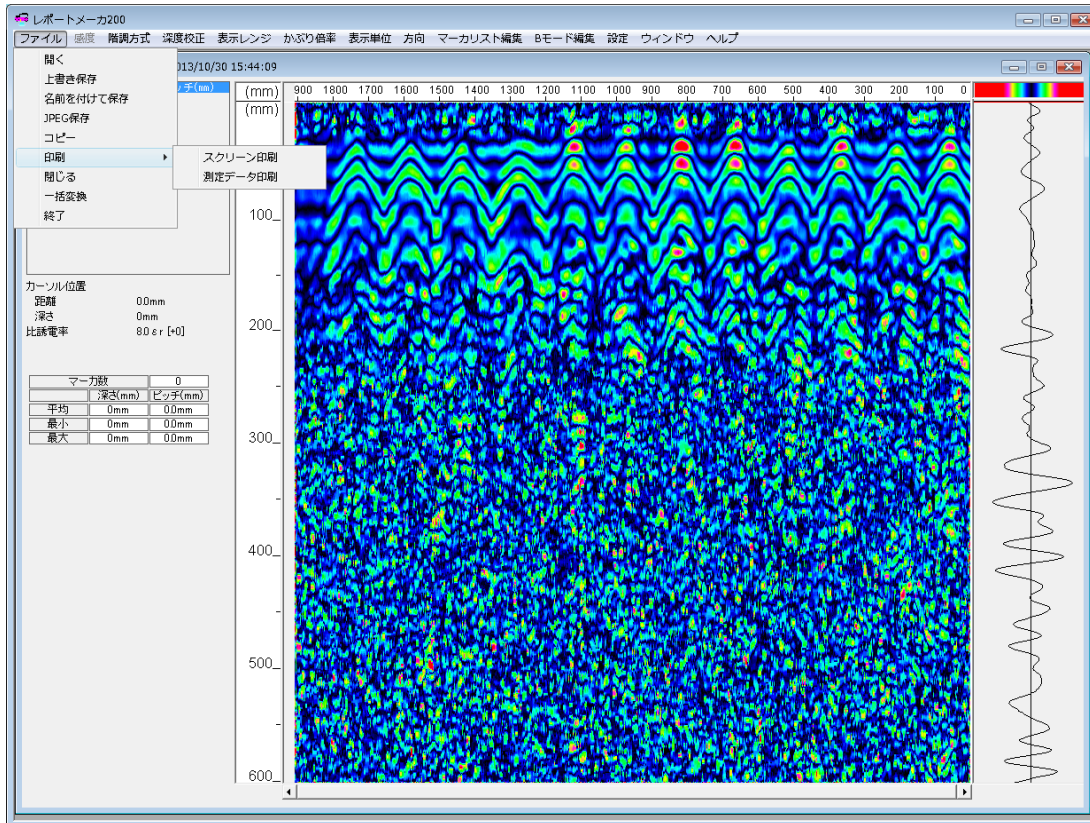 レポートメーカ200
ファイル 感度 階調方式 深度校正 表示レンジ かぶり倍率 表示単位 方向 マーカリスト編集 Bモード編集 設定 ウィンドウ ヘルプ
開く
上書き保存
名前を付けて保存
JPEG保存
コピー
印刷
閉じる
一括変換
終了
スクリーン印刷
測定データ印刷
013/10/30 15:44:09
ッチ(mm)
(mm) 900 1800 1700 1600 1500 1400 1300 1200 1100 1000 900 800 700 600 500 400 300 200 100 0
(mm)
100
200
300
400
500
600
カーソル位置
距離 0.0mm
深さ 0mm
比誘電率 8.0 εr [+0]
マーカ数 0
深さ(mm) ピッチ(mm)
平均 0mm 0.0mm
最小 0mm 0.0mm
最大 0mm 0.0mm